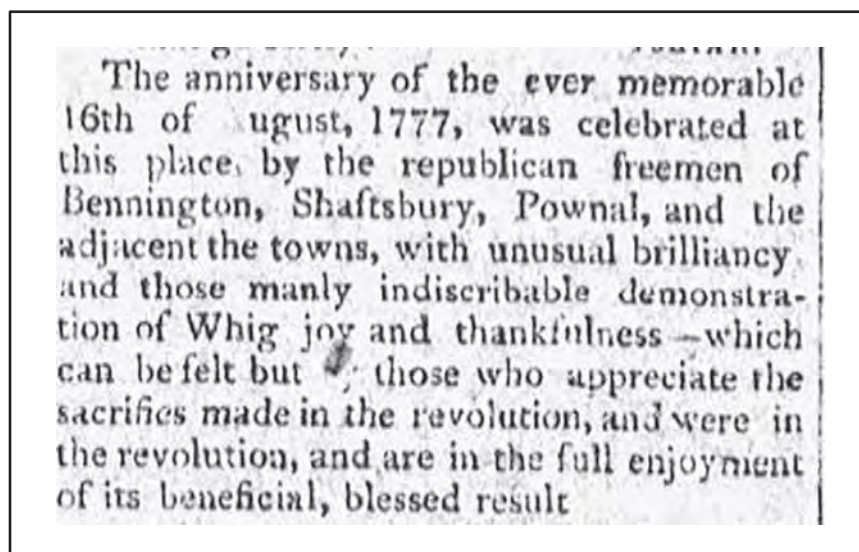 The anniversary of the ever memorable
16th of ugust, 1777, was celebrated at
this place, by the republican freemen of
Bennington, Shaftsbury, Pownal, and the
adjacent the towns, with unusual brilliancy
and those manly indiscribable demonstra-
tion of Whig joy and thankfulness—which
can be felt but those who appreciate the
sacrifies made in the revolution, and were in
the revolution, and are in the full enjoyment
of its beneficial, blessed result